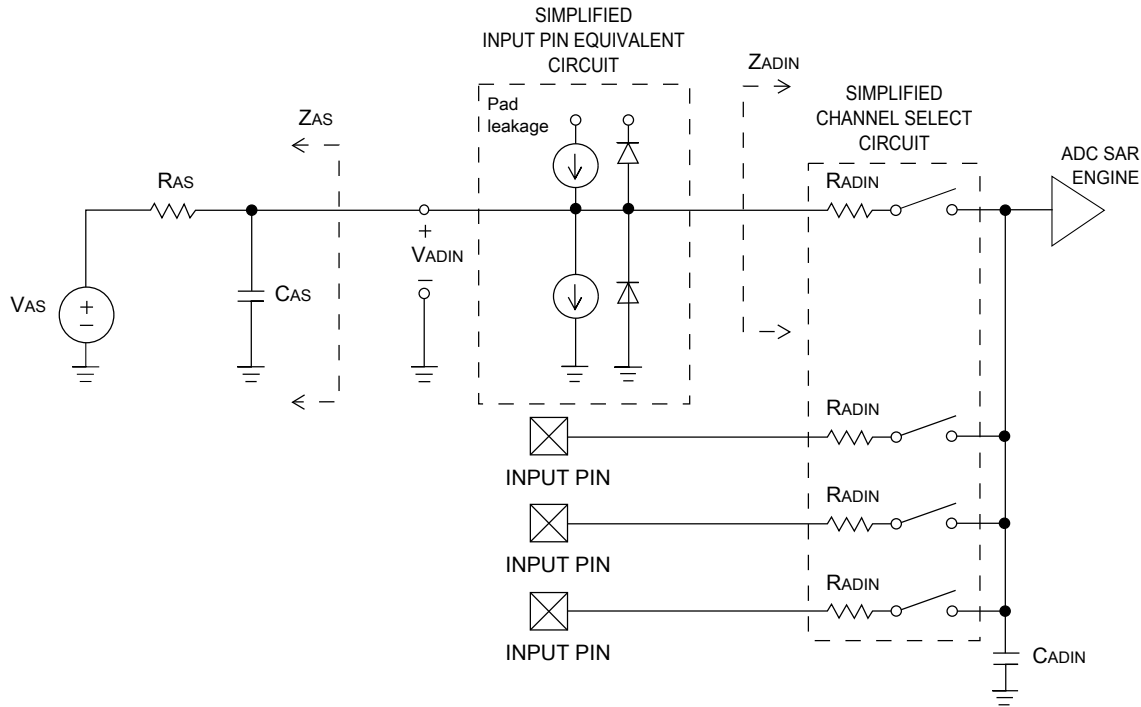 SIMPLIFIED
INPUT PIN EQUIVALENT
CIRCUIT
Pad
leakage
ZADIN
SIMPLIFIED
CHANNEL SELECT
CIRCUIT
ADC SAR
ENGINE
ZAS
RAS
RADIN
+
VADIN
–
VAS
+
–
CAS
RADIN
INPUT PIN
RADIN
INPUT PIN
RADIN
INPUT PIN
CADIN